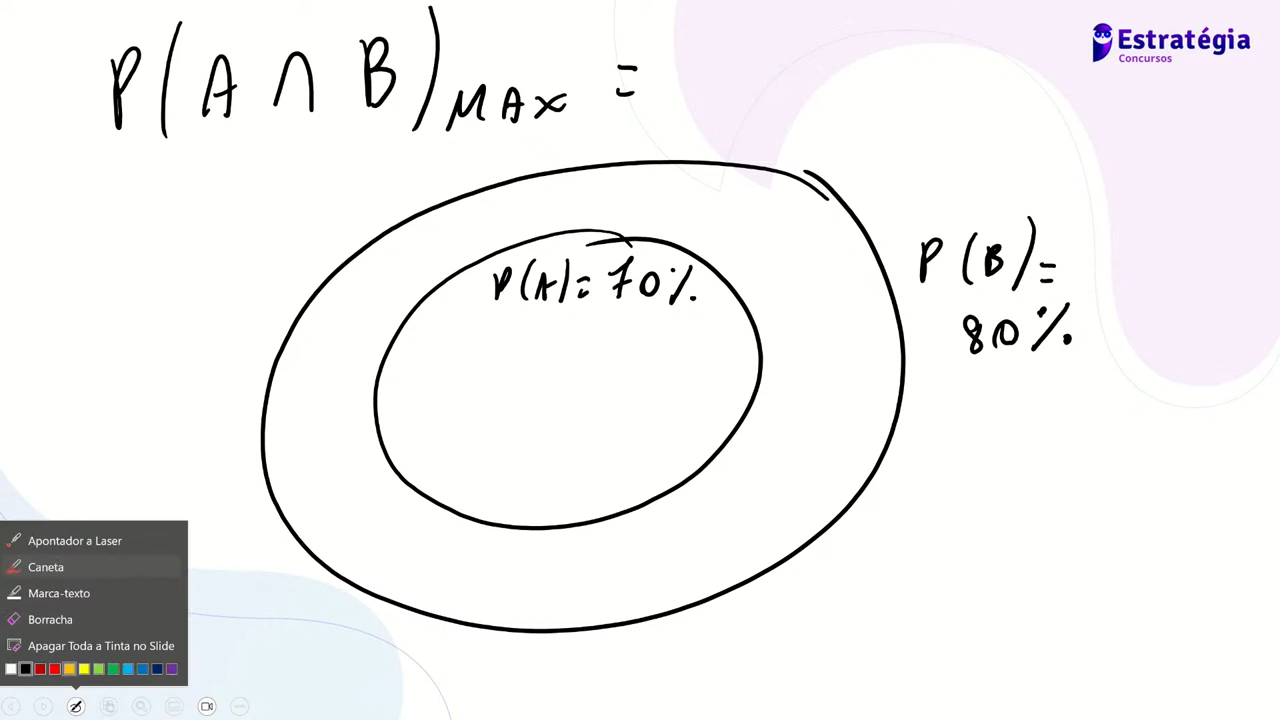 P(A ∩ B)MAX =
Estratégia
Concursos
P(B)=
80%
P(A)=70%
Apontador a Laser
Caneta
Marca-texto
Borracha
Apagar Toda a Tinta no Slide